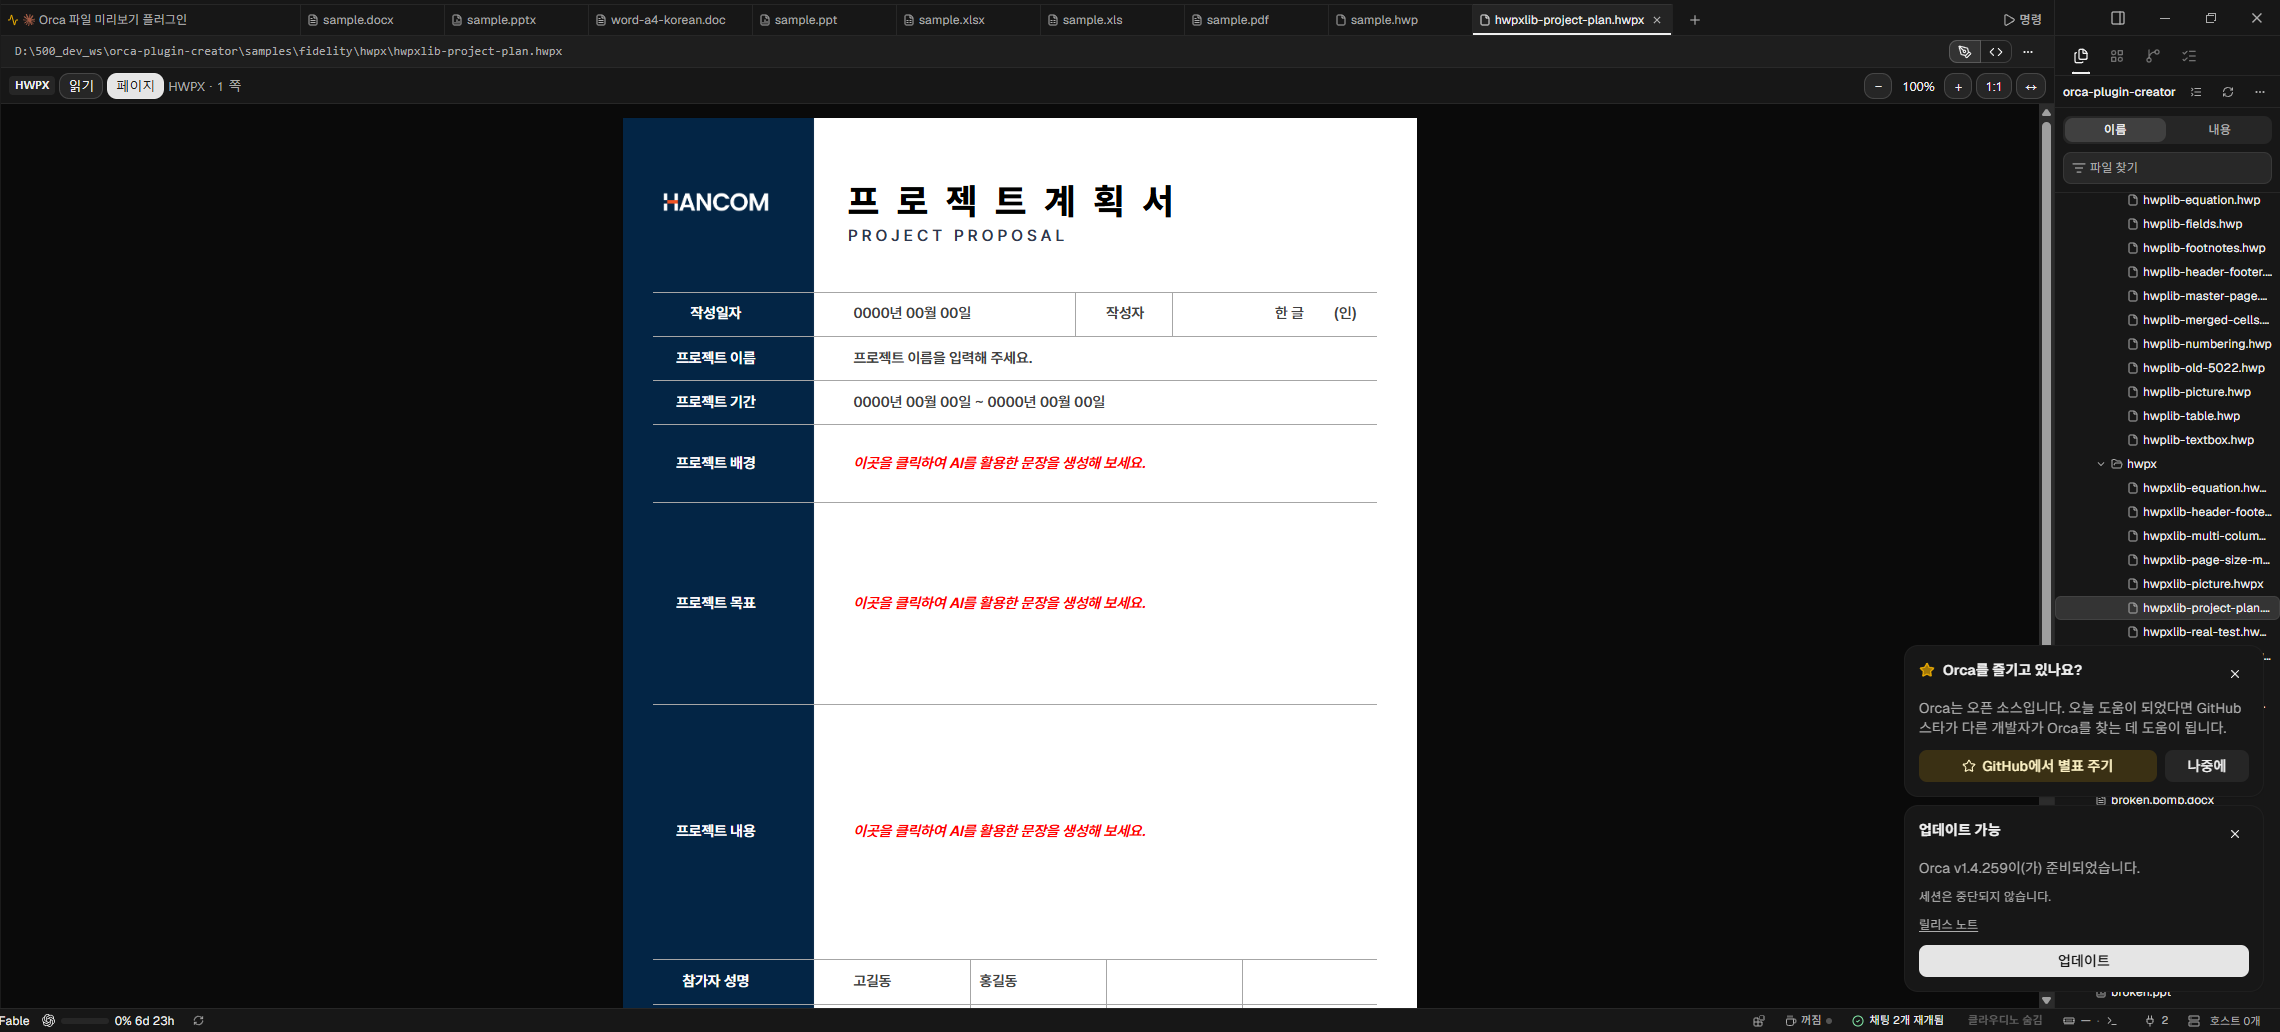 Orca 파일 미리보기 플러그인
sample.docx
sample.pptx
word-a4-korean.doc
sample.ppt
sample.xlsx
sample.xls
sample.pdf
sample.hwp
hwpxlib-project-plan.hwpx
명령
D:\500_dev_ws\orca-plugin-creator\samples\fidelity\hwpx\hwpxlib-project-plan.hwpx
HWPX 읽기 페이지 HWPX · 1 쪽
− 100% + 1:1 ↔
HANCOM
프 로 젝 트 계 획 서
PROJECT PROPOSAL
작성일자 0000년 00월 00일 작성자 한 글 (인)
프로젝트 이름 프로젝트 이름을 입력해 주세요.
프로젝트 기간 0000년 00월 00일 ~ 0000년 00월 00일
프로젝트 배경 이곳을 클릭하여 AI를 활용한 문장을 생성해 보세요.
프로젝트 목표 이곳을 클릭하여 AI를 활용한 문장을 생성해 보세요.
프로젝트 내용 이곳을 클릭하여 AI를 활용한 문장을 생성해 보세요.
참가자 성명 고길동 홍길동
orca-plugin-creator
이름 내용
파일 찾기
hwplib-equation.hwp
hwplib-fields.hwp
hwplib-footnotes.hwp
hwplib-header-footer....
hwplib-master-page....
hwplib-merged-cells....
hwplib-numbering.hwp
hwplib-old-5022.hwp
hwplib-picture.hwp
hwplib-table.hwp
hwplib-textbox.hwp
hwpx
hwpxlib-equation.hw...
hwpxlib-header-foote...
hwpxlib-multi-colum...
hwpxlib-page-size-m...
hwpxlib-picture.hwpx
hwpxlib-project-plan....
hwpxlib-real-test.hw...
Orca를 즐기고 있나요?
Orca는 오픈 소스입니다. 오늘 도움이 되었다면 GitHub
스타가 다른 개발자가 Orca를 찾는 데 도움이 됩니다.
GitHub에서 별표 주기 나중에
broken.bomb.docx
업데이트 가능
Orca v1.4.259이(가) 준비되었습니다.
세션은 중단되지 않습니다.
릴리스 노트
업데이트
broken.ppt
Fable 0% 6d 23h
꺼짐
채팅 2개 재개됨
클라우디노 숨김
2
호스트 0개